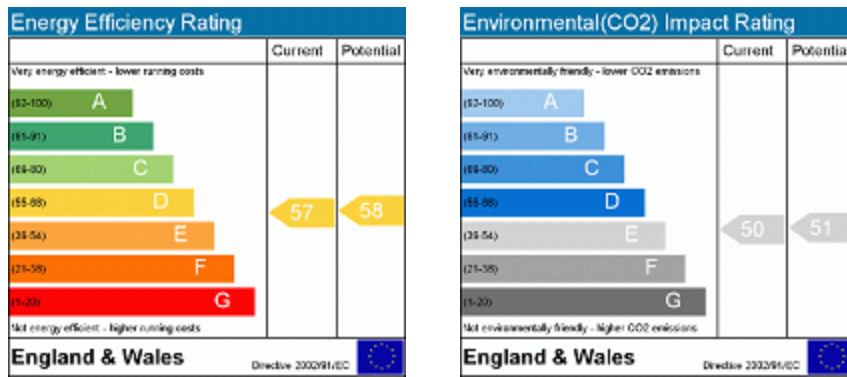 Energy Efficiency Rating
Current Potential
Very energy efficient - lower running costs
(92-100) A
(81-91) B
(69-80) C
(55-68) D
57 58
(39-54) E
(21-38) F
(1-20) G
Not energy efficient - higher running costs
England & Wales
Directive 2002/91/EC
Environmental(CO2) Impact Rating
Current Potentia
Very environmentally friendly - lower CO2 emissions
(92-100) A
(81-91) B
(69-80) C
(55-68) D
(39-54) E
50 51
(21-38) F
(1-20) G
Not environmentally friendly - higher CO2 emissions
England & Wales
Directive 2002/91/EC